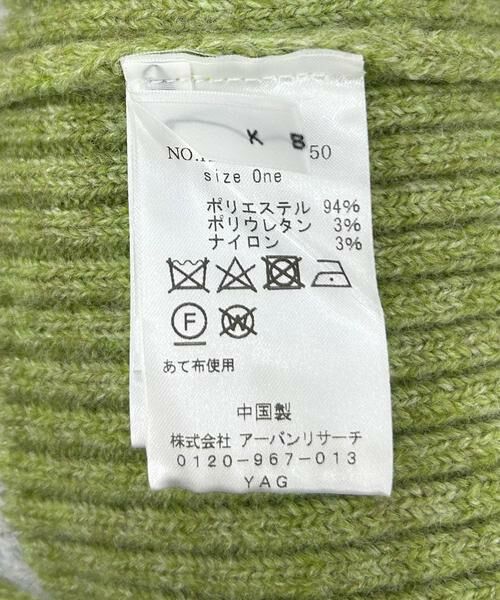 K 8
NO. 50
size One
ポリエステル 94%
ポリウレタン 3%
ナイロン 3%
F
W
あて布使用
中国製
株式会社 アーバンリサーチ
0120-967-013
YAG